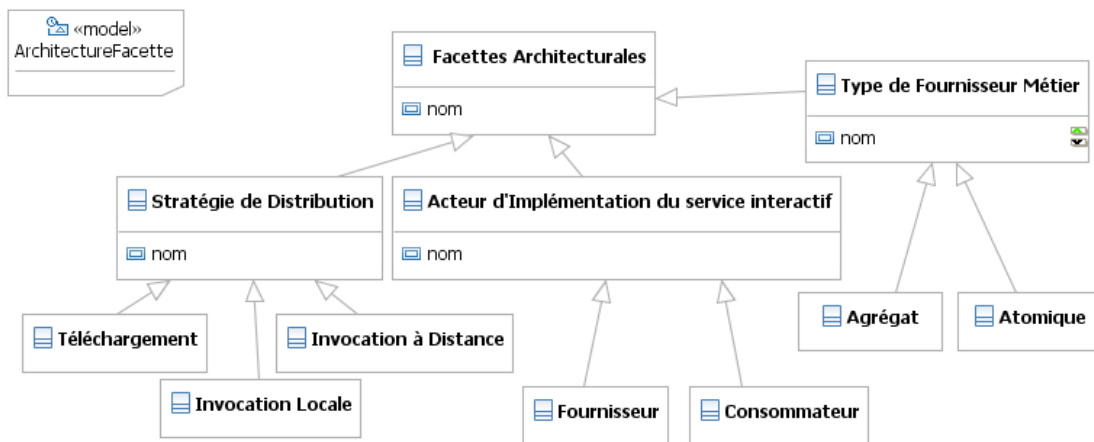 «model»
ArchitectureFacette
Facettes Architecturales
nom
Type de Fournisseur Métier
nom
Stratégie de Distribution
nom
Acteur d'Implémentation du service interactif
nom
Téléchargement
Invocation à Distance
Invocation Locale
Agrégat
Atomique
Fournisseur
Consommateur